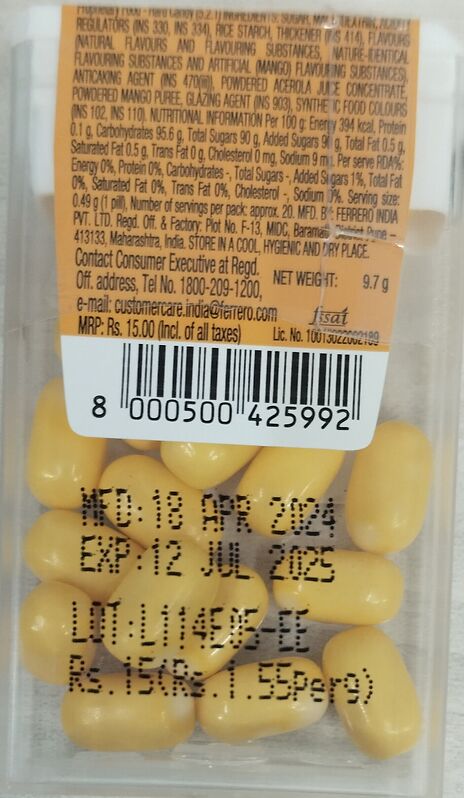 Proprietary Food - Hard Candy (5.2.1) INGREDIENTS: SUGAR, ACIDITY
REGULATORS (INS 330, INS 334), RICE STARCH, THICKENER (INS 414), FLAVOURS
(NATURAL FLAVOURS AND FLAVOURING SUBSTANCES, NATURE-IDENTICAL
FLAVOURING SUBSTANCES AND ARTIFICIAL (MANGO) FLAVOURING SUBSTANCES),
ANTICAKING AGENT (INS 470(iii)), POWDERED ACEROLA JUICE CONCENTRATE,
POWDERED MANGO PUREE, GLAZING AGENT (INS 903), SYNTHETIC FOOD COLOURS
(INS 102, INS 110). NUTRITIONAL INFORMATION Per 100 g: Energy 394 kcal, Protein
0.1 g, Carbohydrates 95.6 g, Total Sugars 90 g, Added Sugars 90 g, Total Fat 0.5 g,
Saturated Fat 0.5 g, Trans Fat 0 g, Cholesterol 0 mg, Sodium 9 mg. Per serve RDA%:
Energy 0%, Protein 0%, Carbohydrates -, Total Sugars -, Added Sugars 1%, Total Fat
0%, Saturated Fat 0%, Trans Fat 0%, Cholesterol -, Sodium 0%. Serving size:
0.49 g (1 pill), Number of servings per pack: approx. 20. MFD. BY: FERRERO INDIA
PVT. LTD. Regd. Off. & Factory: Plot No. F-13, MIDC, Baramati, District Pune -
413133, Maharashtra, India. STORE IN A COOL, HYGIENIC AND DRY PLACE.
Contact Consumer Executive at Regd.
Off. address, Tel No. 1800-209-1200,
e-mail: customercare.india@ferrero.com
MRP: Rs. 15.00 (Incl. of all taxes)
NET WEIGHT: 9.7 g
fssai
Lic. No. 10013022002189
8 000500 425992
MFD:18 APR 2024
EXP:12 JUL 2025
LOT:L114E05-EE
Rs.15(Rs.1.55Perg)